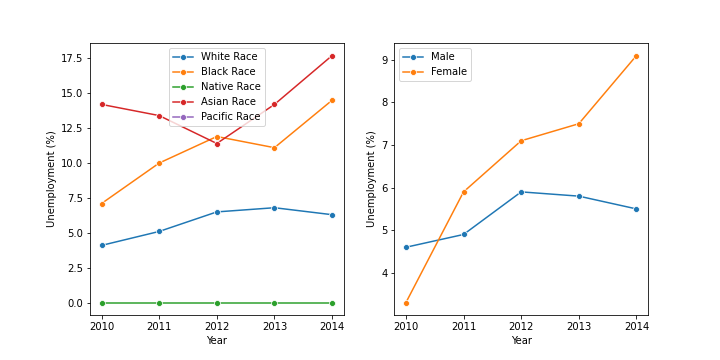 White Race
Black Race
Native Race
Asian Race
Pacific Race
17.5
15.0
12.5
10.0
7.5
5.0
2.5
0.0
Unemployment (%)
2010 2011 2012 2013 2014
Year
Male
Female
9
8
7
6
5
4
Unemployment (%)
2010 2011 2012 2013 2014
Year